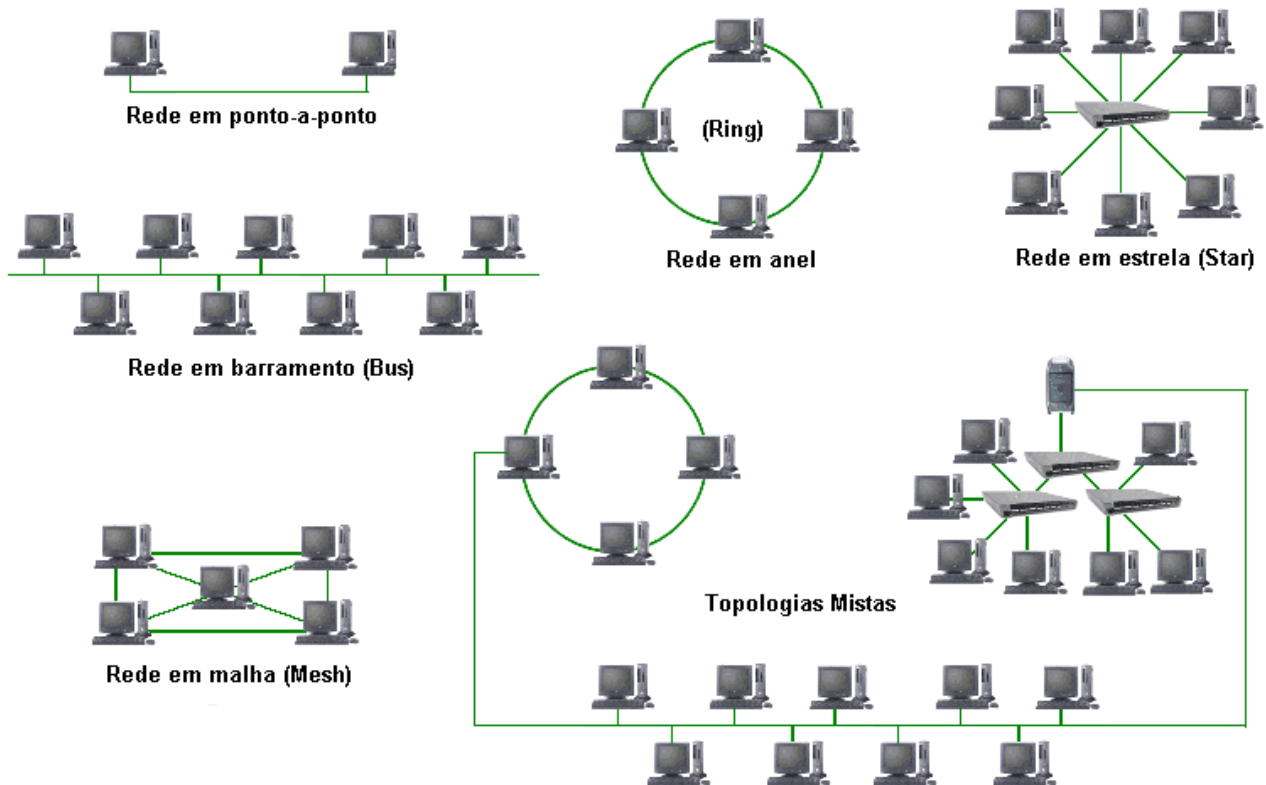 Rede em ponto-a-ponto
(Ring)
Rede em anel
Rede em estrela (Star)
Rede em barramento (Bus)
Topologias Mistas
Rede em malha (Mesh)